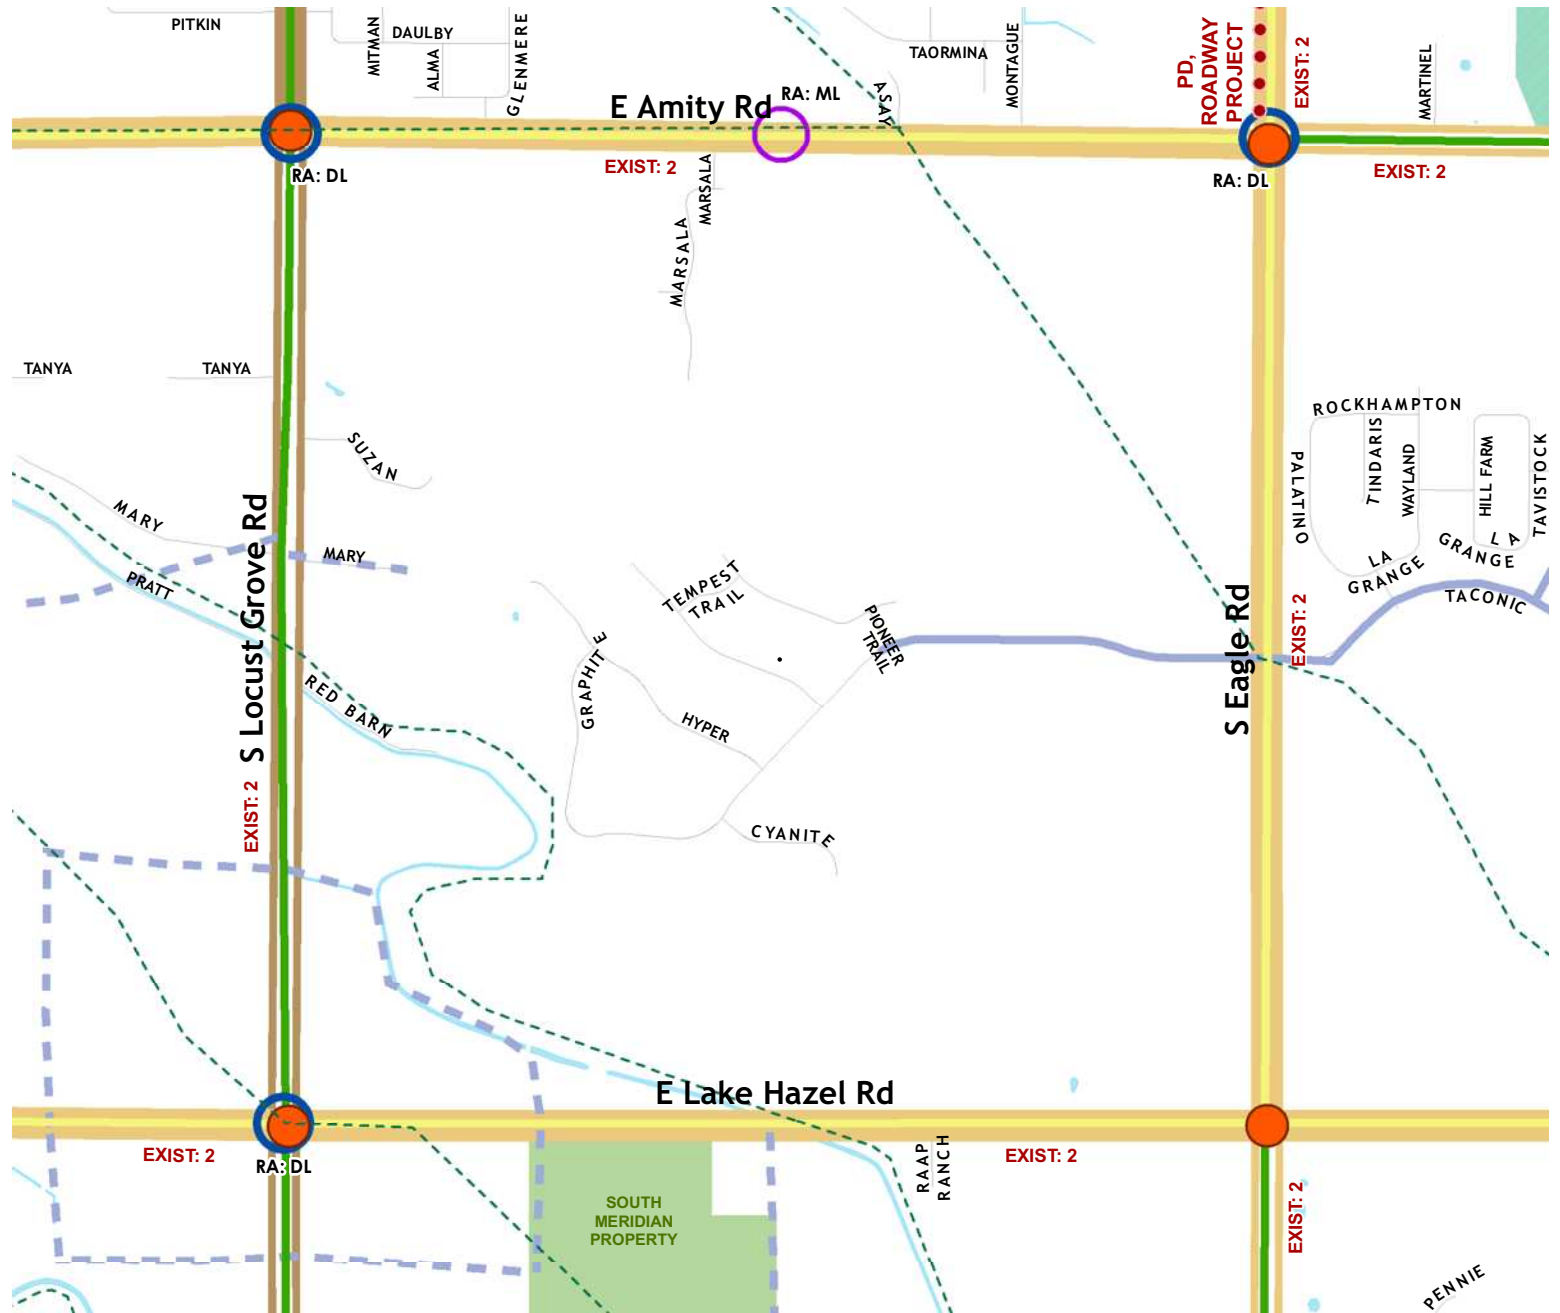 PITKIN
MITMAN
DAULBY
ALMA
GLENMERE
TAORMINA
MONTAGUE
ASAY
PD,
ROADWAY
PROJECT
EXIST: 2
MARTINEL
E Amity Rd
RA: ML
EXIST: 2
RA: DL
RA: DL
EXIST: 2
MARSALA
MARSALA
TANYA
TANYA
SUZAN
MARY
MARY
PRATT
S Locust Grove Rd
RED BARN
EXIST: 2
ROCKHAMPTON
PALATINO
TINDARIS
WAYLAND
HILL FARM
TAVISTOCK
LA
GRANGE
LA
GRANGE
TACONIC
TEMPEST
TRAIL
PIONEER
TRAIL
GRAPHITE
HYPER
CYANITE
S Eagle Rd
EXIST: 2
E Lake Hazel Rd
EXIST: 2
RA: DL
SOUTH
MERIDIAN
PROPERTY
RAAP
RANCH
EXIST: 2
EXIST: 2
PENNIE